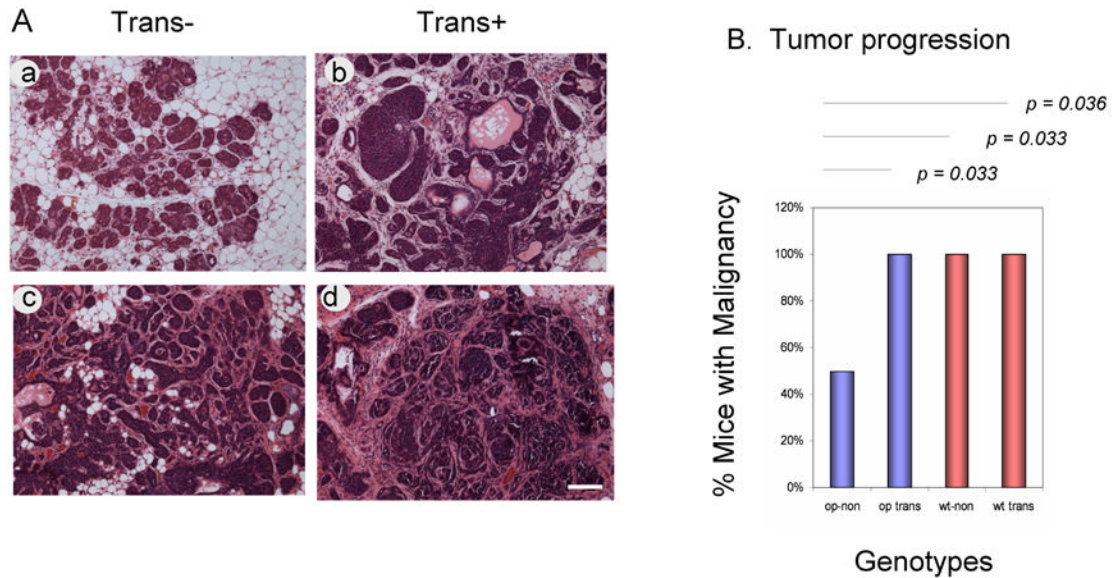 A Trans- Trans+
a b
c d
B. Tumor progression
p = 0.036
p = 0.033
p = 0.033
% Mice with Malignancy
120%
100%
80%
60%
40%
20%
0%
op-non op trans wt-non wt trans
Genotypes